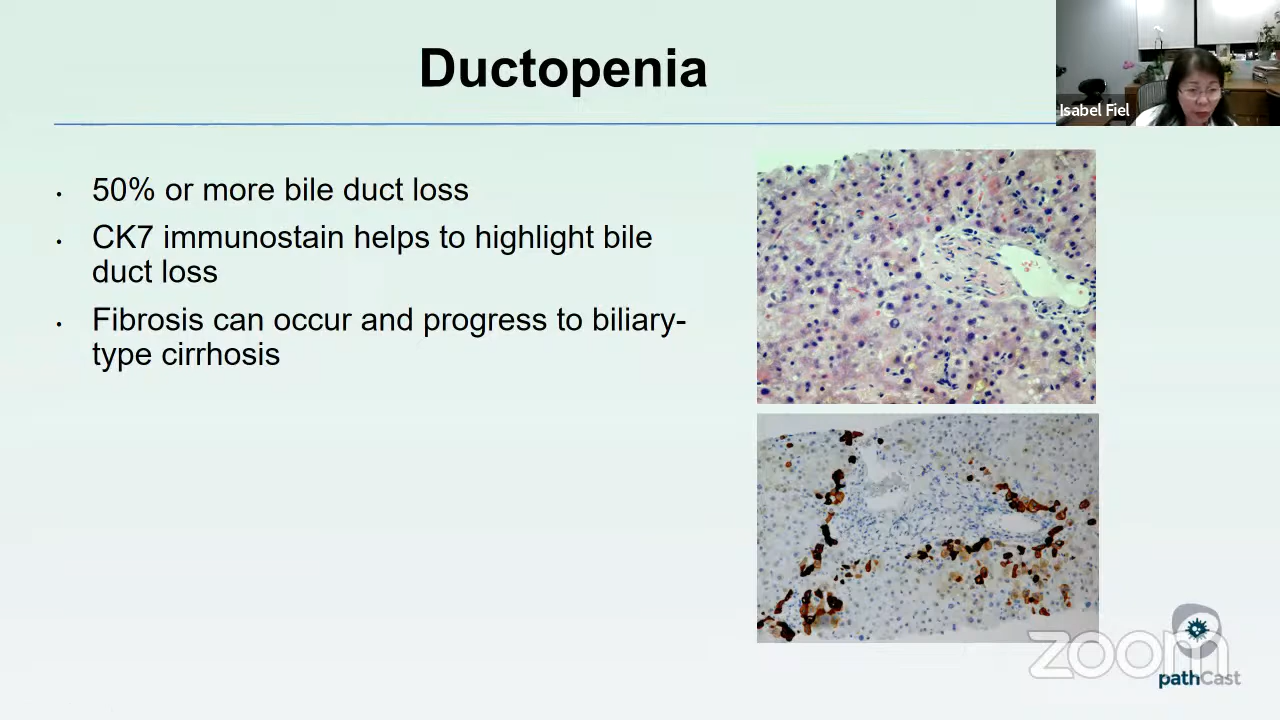 Ductopenia
Isabel Fiel
• 50% or more bile duct loss
• CK7 immunostain helps to highlight bile
duct loss
• Fibrosis can occur and progress to biliary-
type cirrhosis
zoom
pathCast